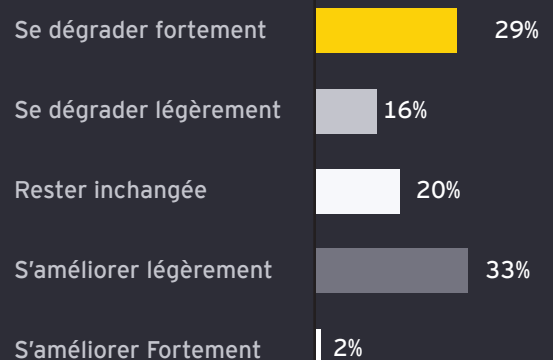 Se dégrader fortement 29%
Se dégrader légèrement 16%
Rester inchangée 20%
S’améliorer légèrement 33%
S’améliorer Fortement 2%